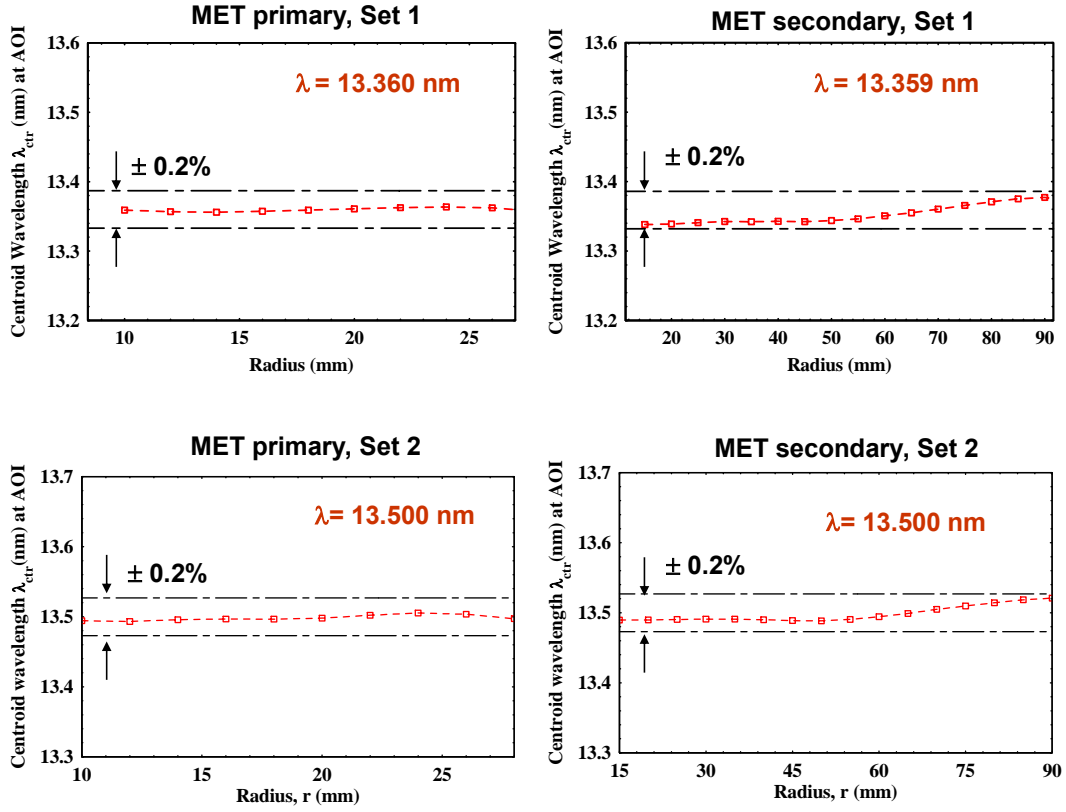 MET primary, Set 1
Centroid Wavelength λctr (nm) at AOI
13.6
13.5
13.4
13.3
13.2
λ = 13.360 nm
± 0.2%
10
15
20
25
Radius (mm)
MET secondary, Set 1
Centroid Wavelength λctr(nm) at AOI
13.6
13.5
13.4
13.3
13.2
λ = 13.359 nm
± 0.2%
20
30
40
50
60
70
80
90
Radius (mm)
MET primary, Set 2
Centroid wavelength λctr(nm) at AOI
13.7
13.6
13.5
13.4
13.3
λ= 13.500 nm
± 0.2%
10
15
20
25
Radius, r (mm)
MET secondary, Set 2
Centroid wavelength λctr(nm) at AOI
13.7
13.6
13.5
13.4
13.3
λ= 13.500 nm
± 0.2%
15
30
45
60
75
90
Radius, r (mm)